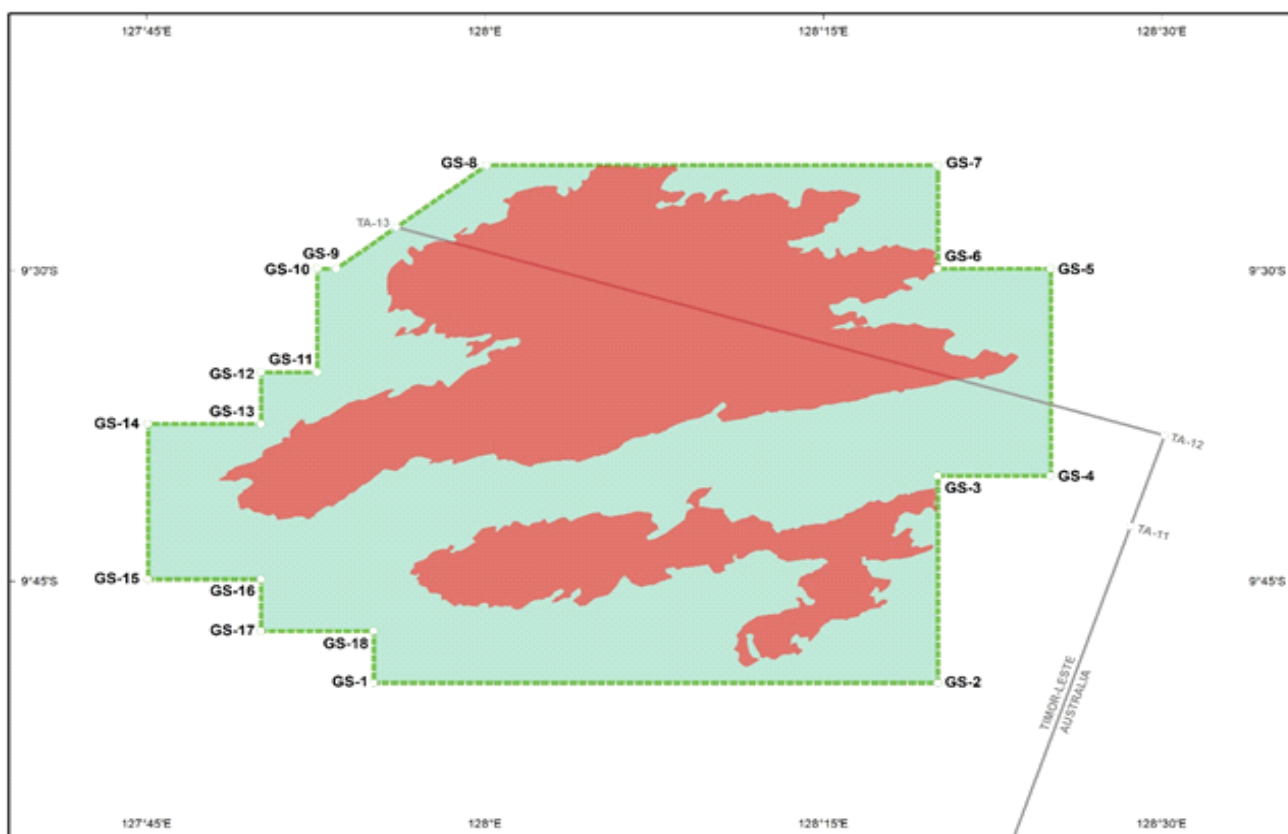 127°45'E
128°E
128°15'E
128°30'E
GS-8
GS-7
TA-13
GS-9
GS-10
GS-6
GS-5
9°30'S
9°30'S
GS-11
GS-12
GS-13
GS-14
TA-12
GS-3
GS-4
TA-11
GS-15
GS-16
9°45'S
9°45'S
GS-17
GS-18
GS-1
GS-2
TIMOR-LESTE
AUSTRALIA
127°45'E
128°E
128°15'E
128°30'E